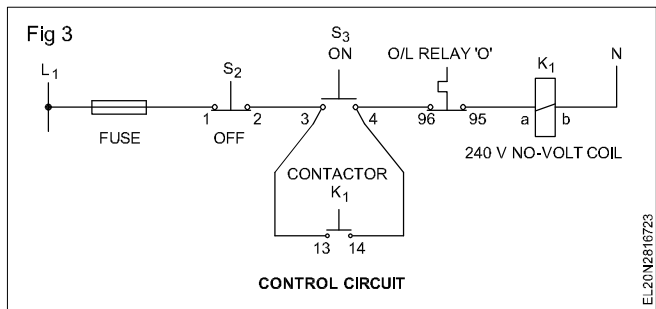 Fig 3
L1
FUSE
S2
1 2
OFF
S3
ON
3 4
O/L RELAY 'O'
96 95
K1
a b
240 V NO-VOLT COIL
N
CONTACTOR
K1
13 14
CONTROL CIRCUIT
EL20N2816723